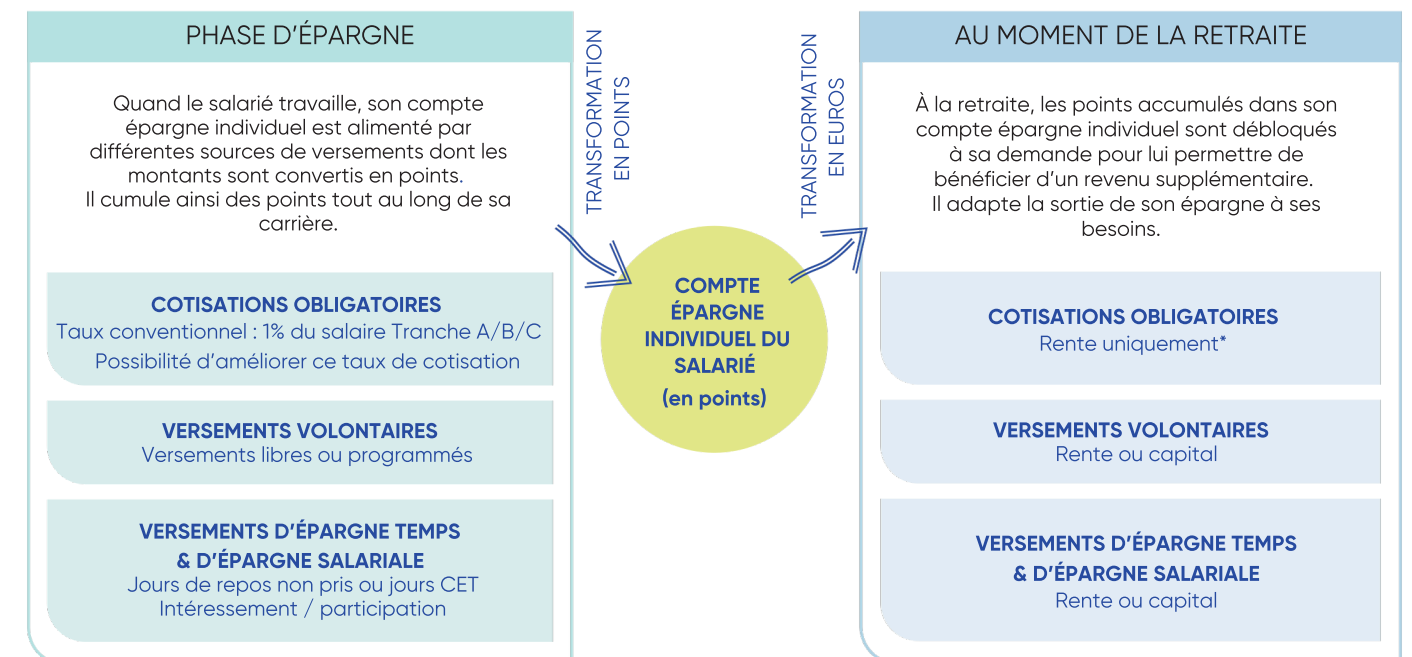 PHASE D'ÉPARGNE
Quand le salarié travaille, son compte
épargne individuel est alimenté par
différentes sources de versements dont les
montants sont convertis en points.
Il cumule ainsi des points tout au long de sa
carrière.
COTISATIONS OBLIGATOIRES
Taux conventionnel : 1% du salaire Tranche A/B/C
Possibilité d'améliorer ce taux de cotisation
VERSEMENTS VOLONTAIRES
Versements libres ou programmés
VERSEMENTS D'ÉPARGNE TEMPS
& D'ÉPARGNE SALARIALE
Jours de repos non pris ou jours CET
Intéressement / participation
TRANSFORMATION
EN POINTS
COMPTE
ÉPARGNE
INDIVIDUEL DU
SALARIÉ
(en points)
TRANSFORMATION
EN EUROS
AU MOMENT DE LA RETRAITE
À la retraite, les points accumulés dans son
compte épargne individuel sont débloqués
à sa demande pour lui permettre de
bénéficier d'un revenu supplémentaire.
Il adapte la sortie de son épargne à ses
besoins.
COTISATIONS OBLIGATOIRES
Rente uniquement*
VERSEMENTS VOLONTAIRES
Rente ou capital
VERSEMENTS D'ÉPARGNE TEMPS
& D'ÉPARGNE SALARIALE
Rente ou capital